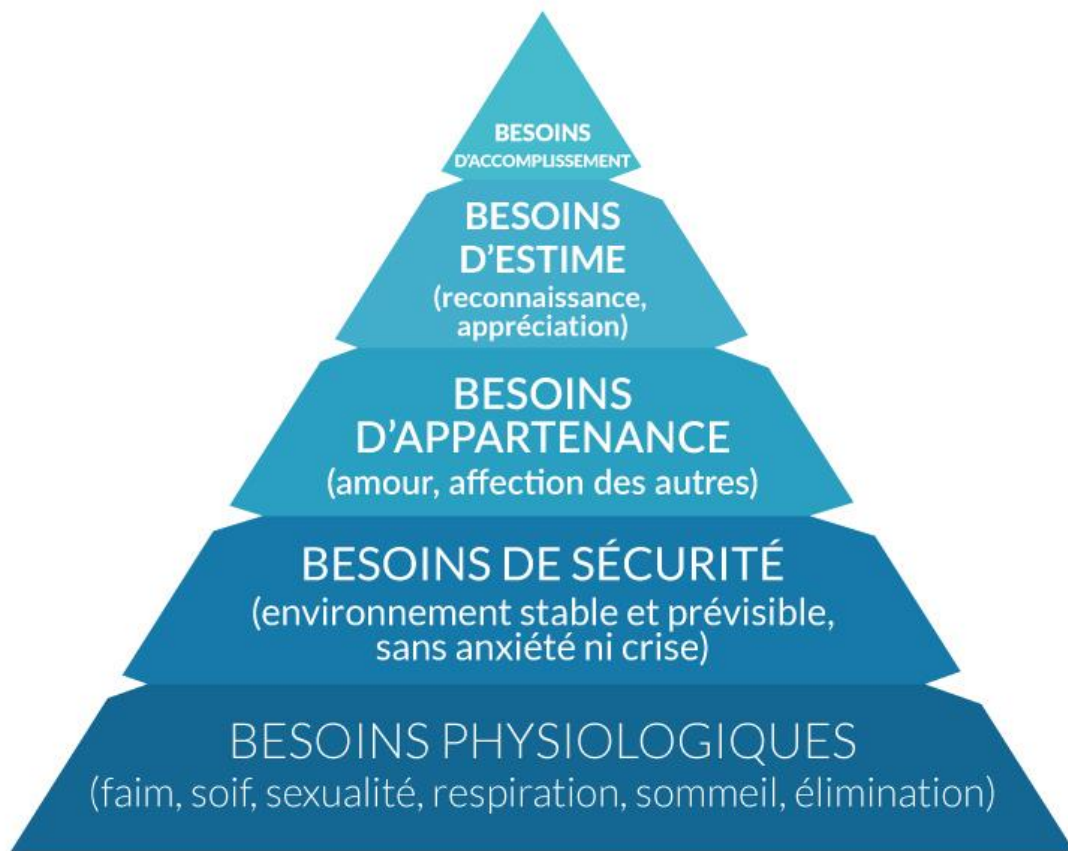 BESOINS
D'ACCOMPLISSEMENT
BESOINS
D'ESTIME
(reconnaissance,
appréciation)
BESOINS
D'APPARTENANCE
(amour, affection des autres)
BESOINS DE SÉCURITÉ
(environnement stable et prévisible,
sans anxiété ni crise)
BESOINS PHYSIOLOGIQUES
(faim, soif, sexualité, respiration, sommeil, élimination)